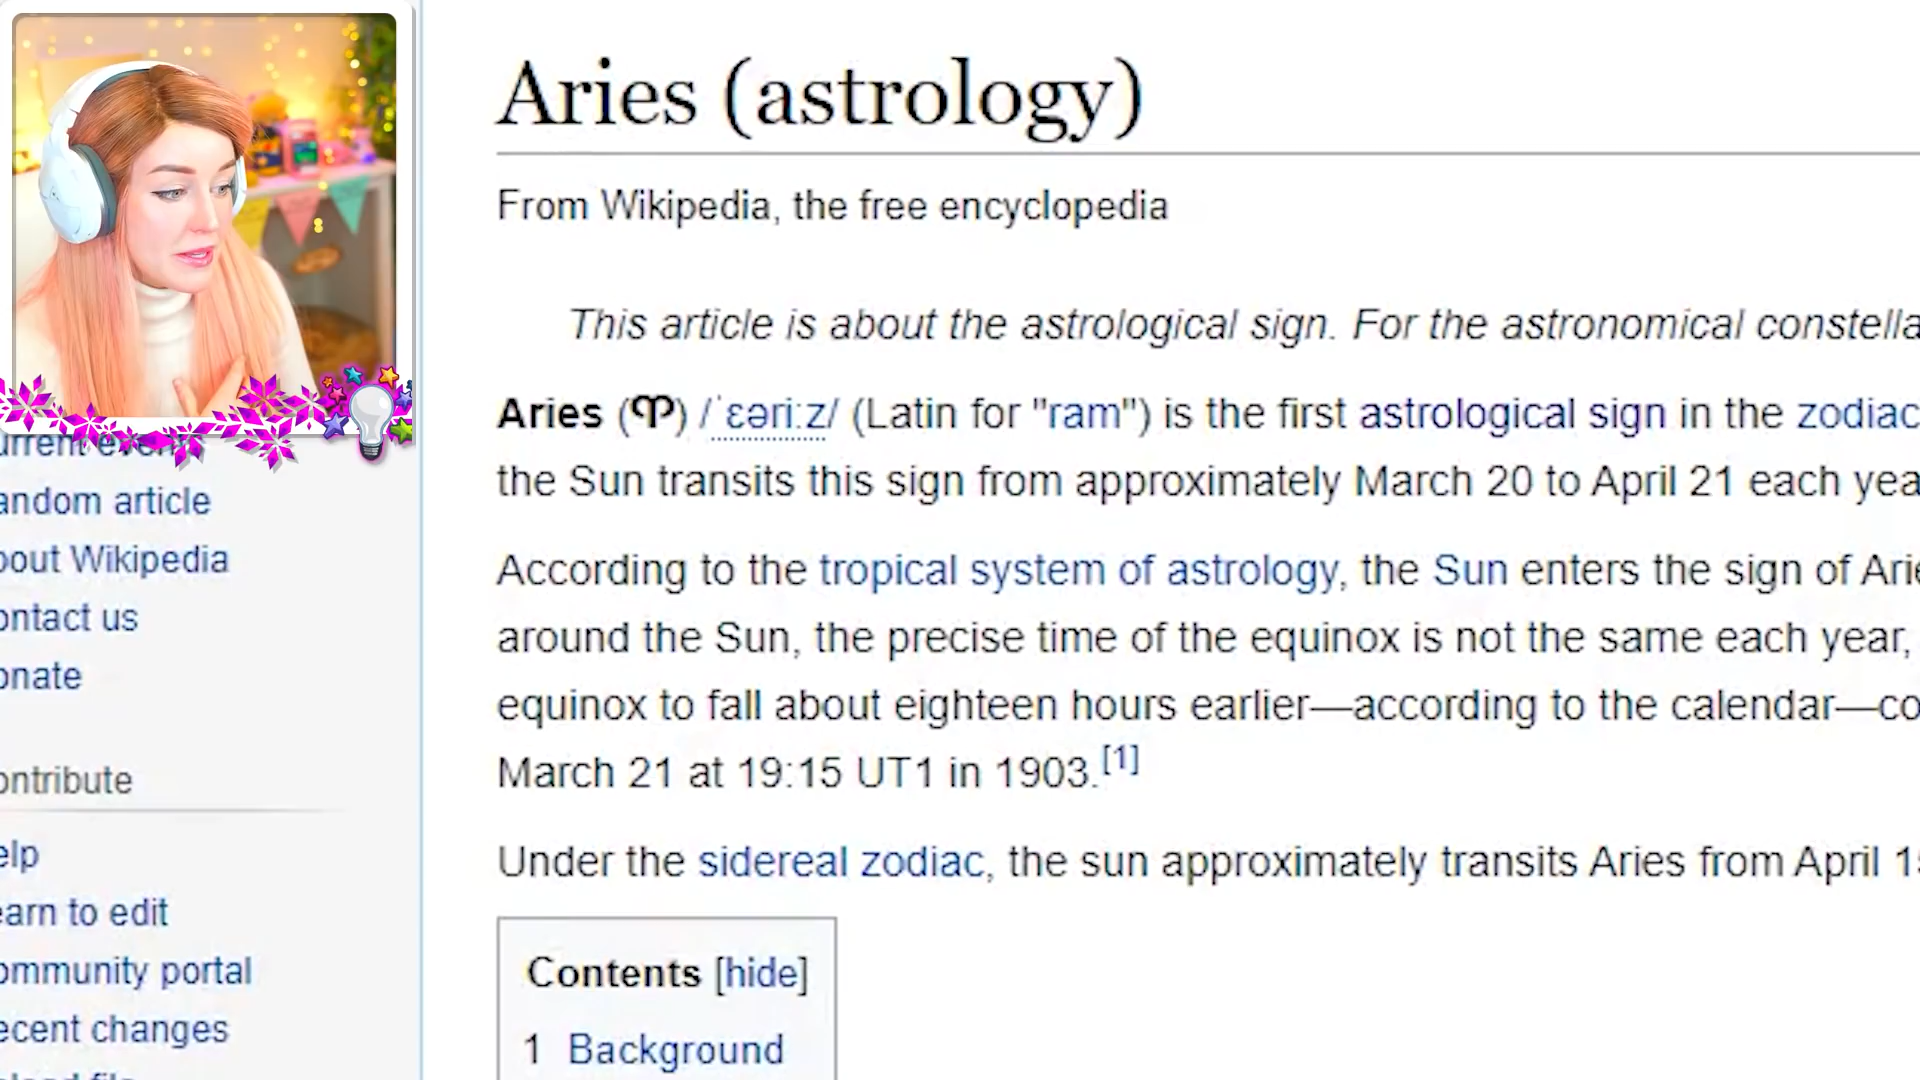 Aries (astrology)
From Wikipedia, the free encyclopedia
This article is about the astrological sign. For the astronomical constella
Aries (♈) /ˈɛəriːz/ (Latin for "ram") is the first astrological sign in the zodiac
the Sun transits this sign from approximately March 20 to April 21 each yea
According to the tropical system of astrology, the Sun enters the sign of Arie
around the Sun, the precise time of the equinox is not the same each year,
equinox to fall about eighteen hours earlier—according to the calendar—co
March 21 at 19:15 UT1 in 1903.[1]
Under the sidereal zodiac, the sun approximately transits Aries from April 15
Contents [hide]
1 Background
urrent even
andom article
bout Wikipedia
ontact us
onate
ontribute
elp
earn to edit
ommunity portal
ecent changes